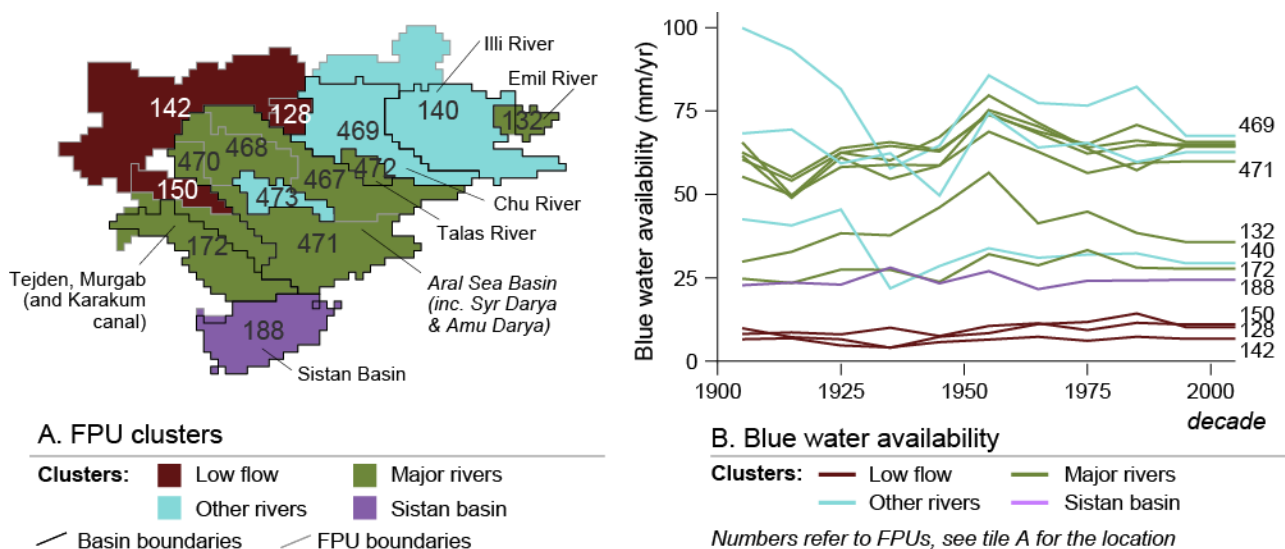 Illi River
Emil River
142
128
140
132
469
468
470
472
467
150
473
Chu River
172
471
Talas River
Tejden, Murgab
(and Karakum
canal)
Aral Sea Basin
(inc. Syr Darya
& Amu Darya)
188
Sistan Basin
A. FPU clusters
Clusters: Low flow Major rivers
Other rivers Sistan basin
Basin boundaries FPU boundaries
Blue water availability (mm/yr)
100
75
50
25
0
469
471
132
140
172
188
150
128
142
1900 1925 1950 1975 2000
decade
B. Blue water availability
Clusters: Low flow Major rivers
Other rivers Sistan basin
Numbers refer to FPUs, see tile A for the location